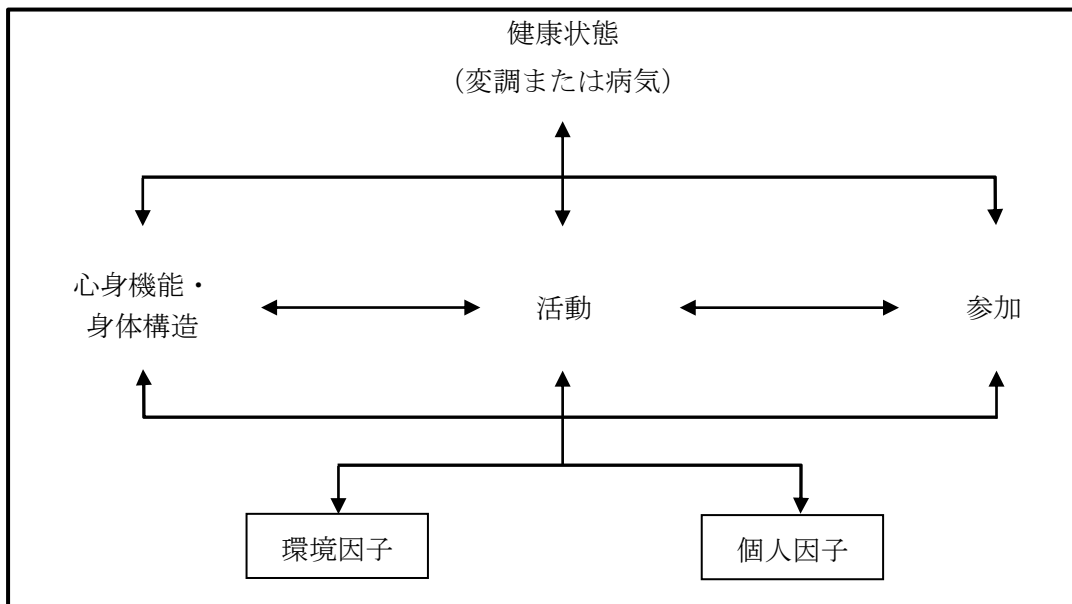 健康状態
（変調または病気）
心身機能・
身体構造
活動
参加
環境因子
個人因子